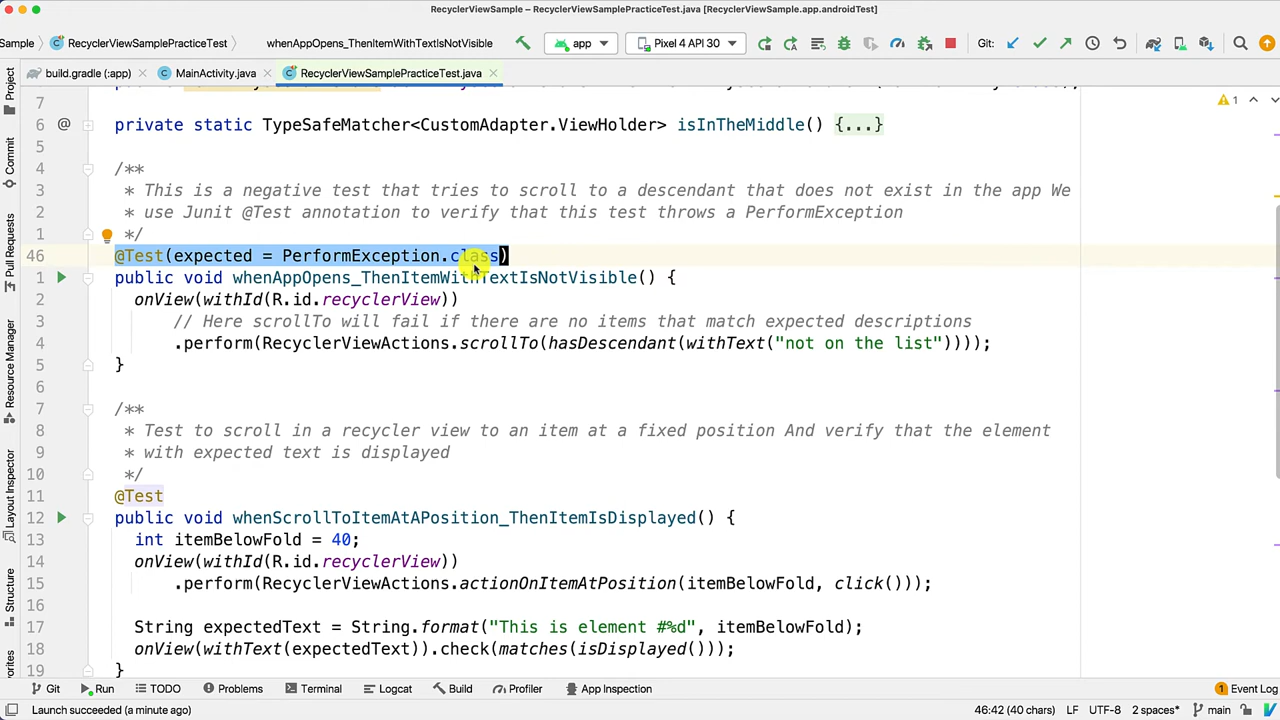 RecyclerViewSample – RecyclerViewSamplePracticeTest.java [RecyclerViewSample.app.androidTest]
Sample RecyclerViewSamplePracticeTest whenAppOpens_ThenItemWithTextIsNotVisible app Pixel 4 API 30 Git:
build.gradle (:app) MainActivity.java RecyclerViewSamplePracticeTest.java
Project
Commit
Pull Requests
Resource Manager
Layout Inspector
Structure
7
1
6 @ private static TypeSafeMatcher<CustomAdapter.ViewHolder> isInTheMiddle() {...}
5
4 /**
3 * This is a negative test that tries to scroll to a descendant that does not exist in the app We
2 * use Junit @Test annotation to verify that this test throws a PerformException
1 */
46 @Test(expected = PerformException.class)
1 public void whenAppOpens_ThenItemWithTextIsNotVisible() {
2 onView(withId(R.id.recyclerView))
3 // Here scrollTo will fail if there are no items that match expected descriptions
4 .perform(RecyclerViewActions.scrollTo(hasDescendant(withText("not on the list"))));
5 }
6
7 /**
8 * Test to scroll in a recycler view to an item at a fixed position And verify that the element
9 * with expected text is displayed
10 */
11 @Test
12 public void whenScrollToItemAtAPosition_ThenItemIsDisplayed() {
13 int itemBelowFold = 40;
14 onView(withId(R.id.recyclerView))
15 .perform(RecyclerViewActions.actionOnItemAtPosition(itemBelowFold, click()));
16
17 String expectedText = String.format("This is element #%d", itemBelowFold);
18 onView(withText(expectedText)).check(matches(isDisplayed()));
19 }
Git Run TODO Problems Terminal Logcat Build Profiler App Inspection 1 Event Log
Launch succeeded (a minute ago) 46:42 (40 chars) LF UTF-8 2 spaces* main